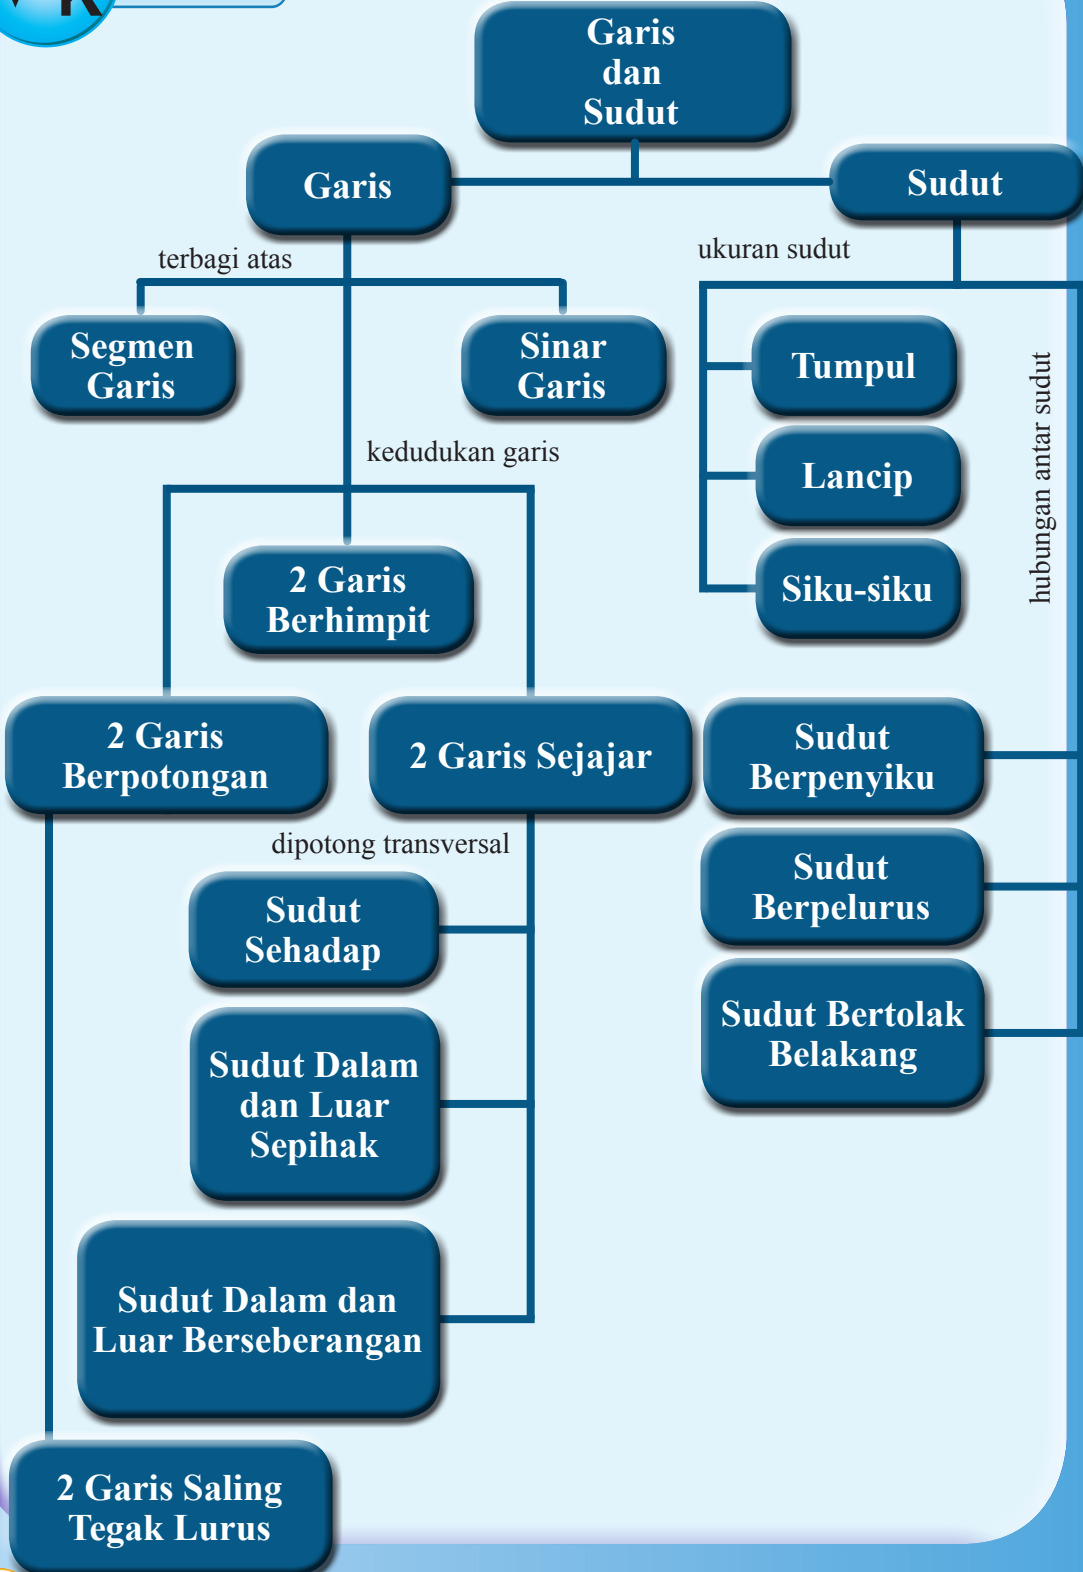 Garis
dan
Sudut
Garis
Sudut
terbagi atas
ukuran sudut
Segmen
Garis
Sinar
Garis
Tumpul
hubungan antar sudut
kedudukan garis
Lancip
2 Garis
Berhimpit
Siku-siku
2 Garis
Berpotongan
2 Garis Sejajar
Sudut
Berpenyiku
dipotong transversal
Sudut
Sehadap
Sudut
Berpelurus
Sudut Dalam
dan Luar
Sepihak
Sudut Bertolak
Belakang
Sudut Dalam dan
Luar Berseberangan
2 Garis Saling
Tegak Lurus